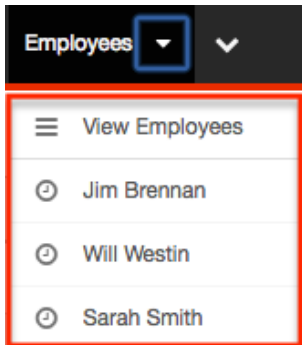 Employees
View Employees
Jim Brennan
Will Westin
Sarah Smith